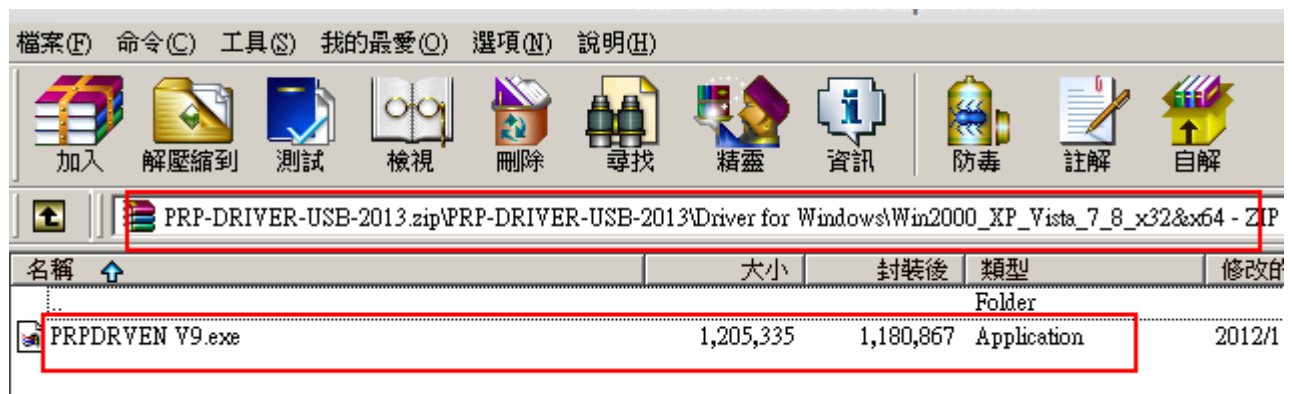 檔案(F) 命令(C) 工具(S) 我的最愛(O) 選項(N) 說明(H)
加入 解壓縮到 測試 檢視 刪除 尋找 精靈 資訊 防毒 註解 自解
PRP-DRIVER-USB-2013.zip\PRP-DRIVER-USB-2013\Driver for Windows\Win2000_XP_Vista_7_8_x32&x64 - ZIP
名稱 大小 封裝後 類型 修改的
.. Folder
PRPDRVEN V9.exe 1,205,335 1,180,867 Application 2012/1